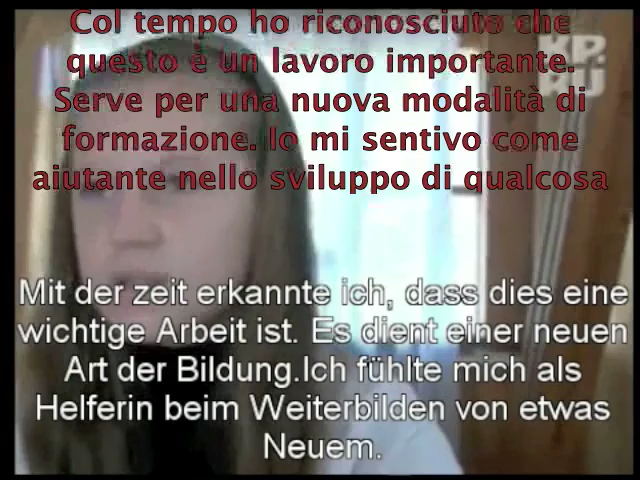 Col tempo ho riconosciuto che
questo è un lavoro importante.
Serve per una nuova modalità di
formazione. Io mi sentivo come
aiutante nello sviluppo di qualcosa
Mit der zeit erkannte ich, dass dies eine
wichtige Arbeit ist. Es dient einer neuen
Art der Bildung.Ich fühlte mich als
Helferin beim Weiterbilden von etwas
Neuem.